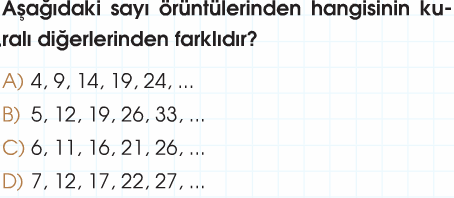 Aşağıdaki sayı örüntülerinden hangisinin ku-
ralı diğerlerinden farklıdır?
A) 4, 9, 14, 19, 24, ...
B) 5, 12, 19, 26, 33, ...
C) 6, 11, 16, 21, 26, ...
D) 7, 12, 17, 22, 27, ...